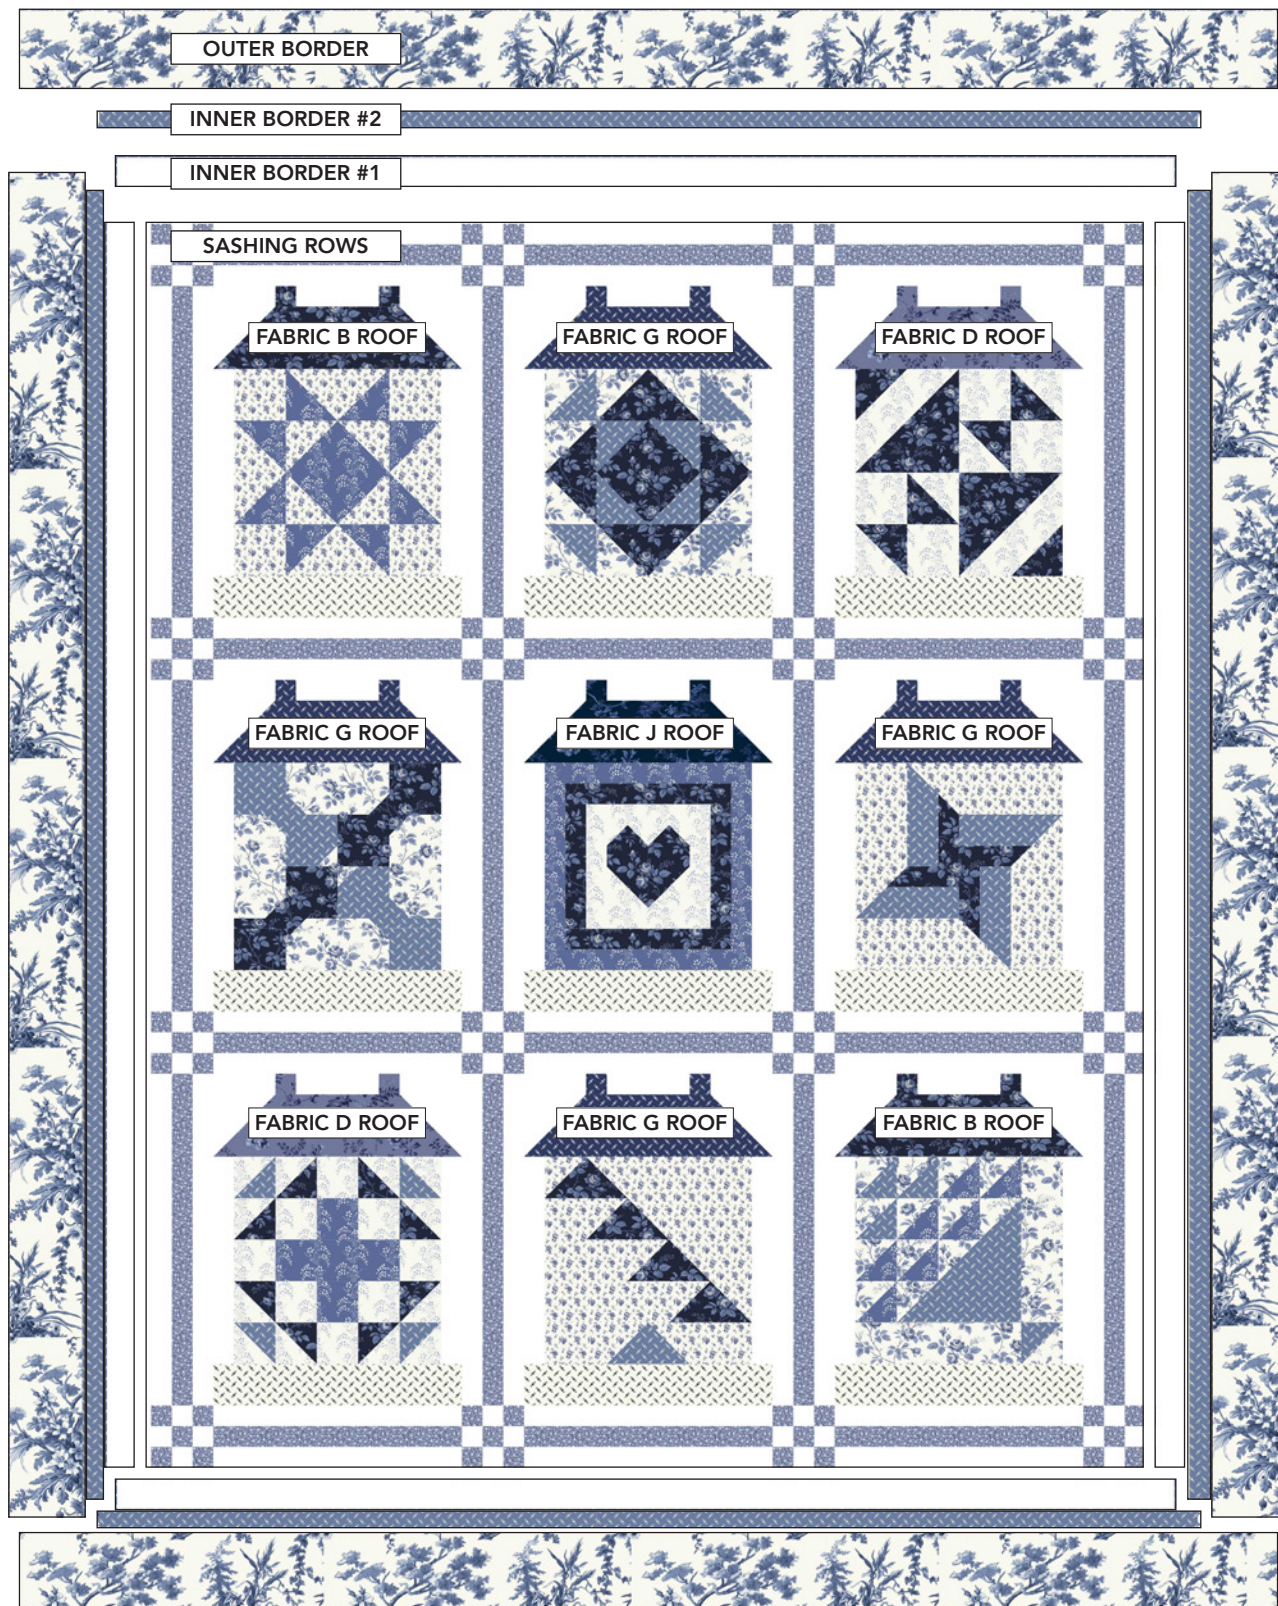 OUTER BORDER
INNER BORDER #2
INNER BORDER #1
SASHING ROWS
FABRIC B ROOF
FABRIC G ROOF
FABRIC D ROOF
FABRIC G ROOF
FABRIC J ROOF
FABRIC G ROOF
FABRIC D ROOF
FABRIC G ROOF
FABRIC B ROOF